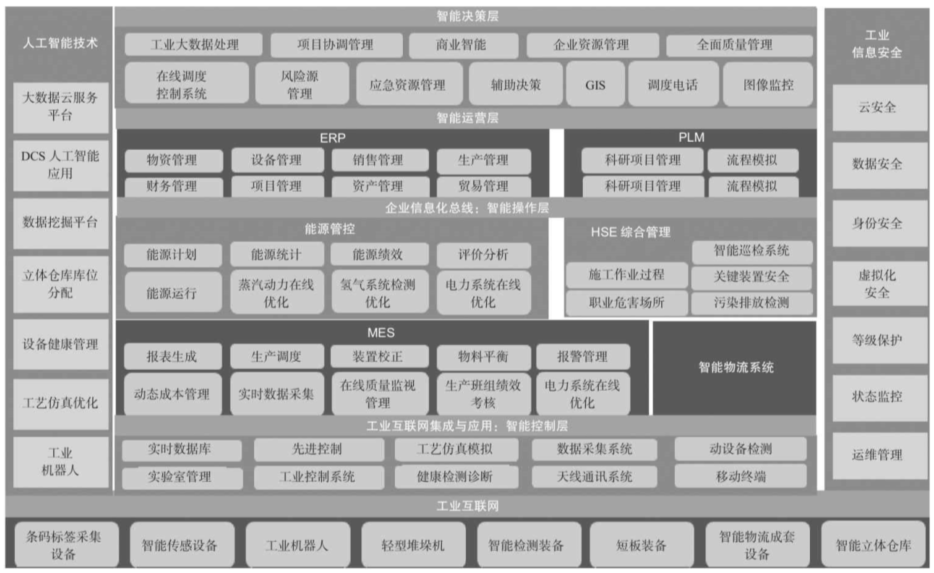 人工智能技术
大数据云服务
平台
DCS 人工智能
应用
数据挖掘平台
立体仓库库位
分配
设备健康管理
工艺仿真优化
工业
机器人
智能决策层
工业大数据处理
项目协调管理
商业智能
企业资源管理
全面质量管理
在线调度
控制系统
风险源
管理
应急资源管理
辅助决策
GIS
调度电话
图像监控
智能运营层
ERP
物资管理
设备管理
销售管理
生产管理
财务管理
项目管理
资产管理
贸易管理
PLM
科研项目管理
流程模拟
科研项目管理
流程模拟
企业信息化总线：智能操作层
能源管控
能源计划
能源统计
能源绩效
评价分析
能源运行
蒸汽动力在线
优化
氢气系统检测
优化
电力系统在线
优化
HSE 综合管理
智能巡检系统
施工作业过程
关键装置安全
职业危害场所
污染排放检测
MES
报表生成
生产调度
装置校正
物料平衡
报警管理
动态成本管理
实时数据采集
在线质量监视
管理
生产班组绩效
考核
电力系统在线
优化
智能物流系统
工业互联网集成与应用：智能控制层
实时数据库
先进控制
工艺仿真模拟
数据采集系统
动设备检测
实验室管理
工业控制系统
健康检测诊断
天线通讯系统
移动终端
工业
信息安全
云安全
数据安全
身份安全
虚拟化
安全
等级保护
状态监控
运维管理
工业互联网
条码标签采集
设备
智能传感设备
工业机器人
轻型堆垛机
智能检测装备
短板装备
智能物流成套
设备
智能立体仓库